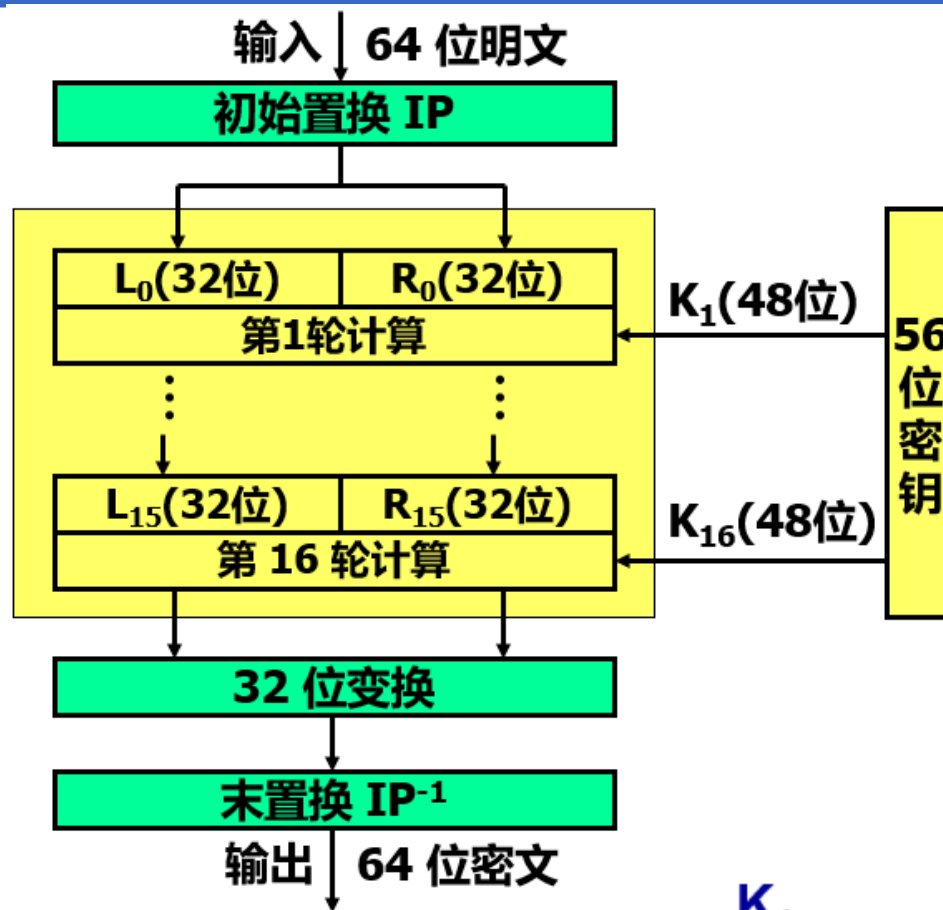 输入 64 位明文
初始置换 IP
L₀(32位) R₀(32位)
K₁(48位)
第1轮计算
56
位
密
钥
L₁₅(32位) R₁₅(32位)
K₁₆(48位)
第 16 轮计算
32 位变换
末置换 IP⁻¹
输出 64 位密文
K